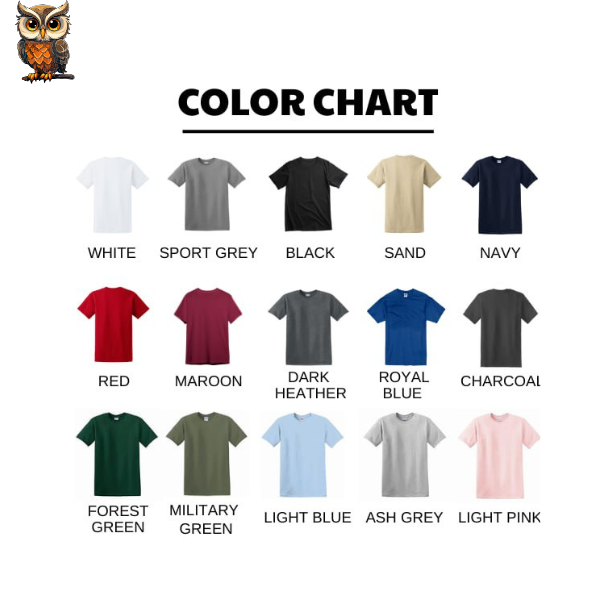 COLOR CHART
WHITE
SPORT GREY
BLACK
SAND
NAVY
RED
MAROON
DARK
HEATHER
ROYAL
BLUE
CHARCOAL
FOREST
GREEN
MILITARY
GREEN
LIGHT BLUE
ASH GREY
LIGHT PINK